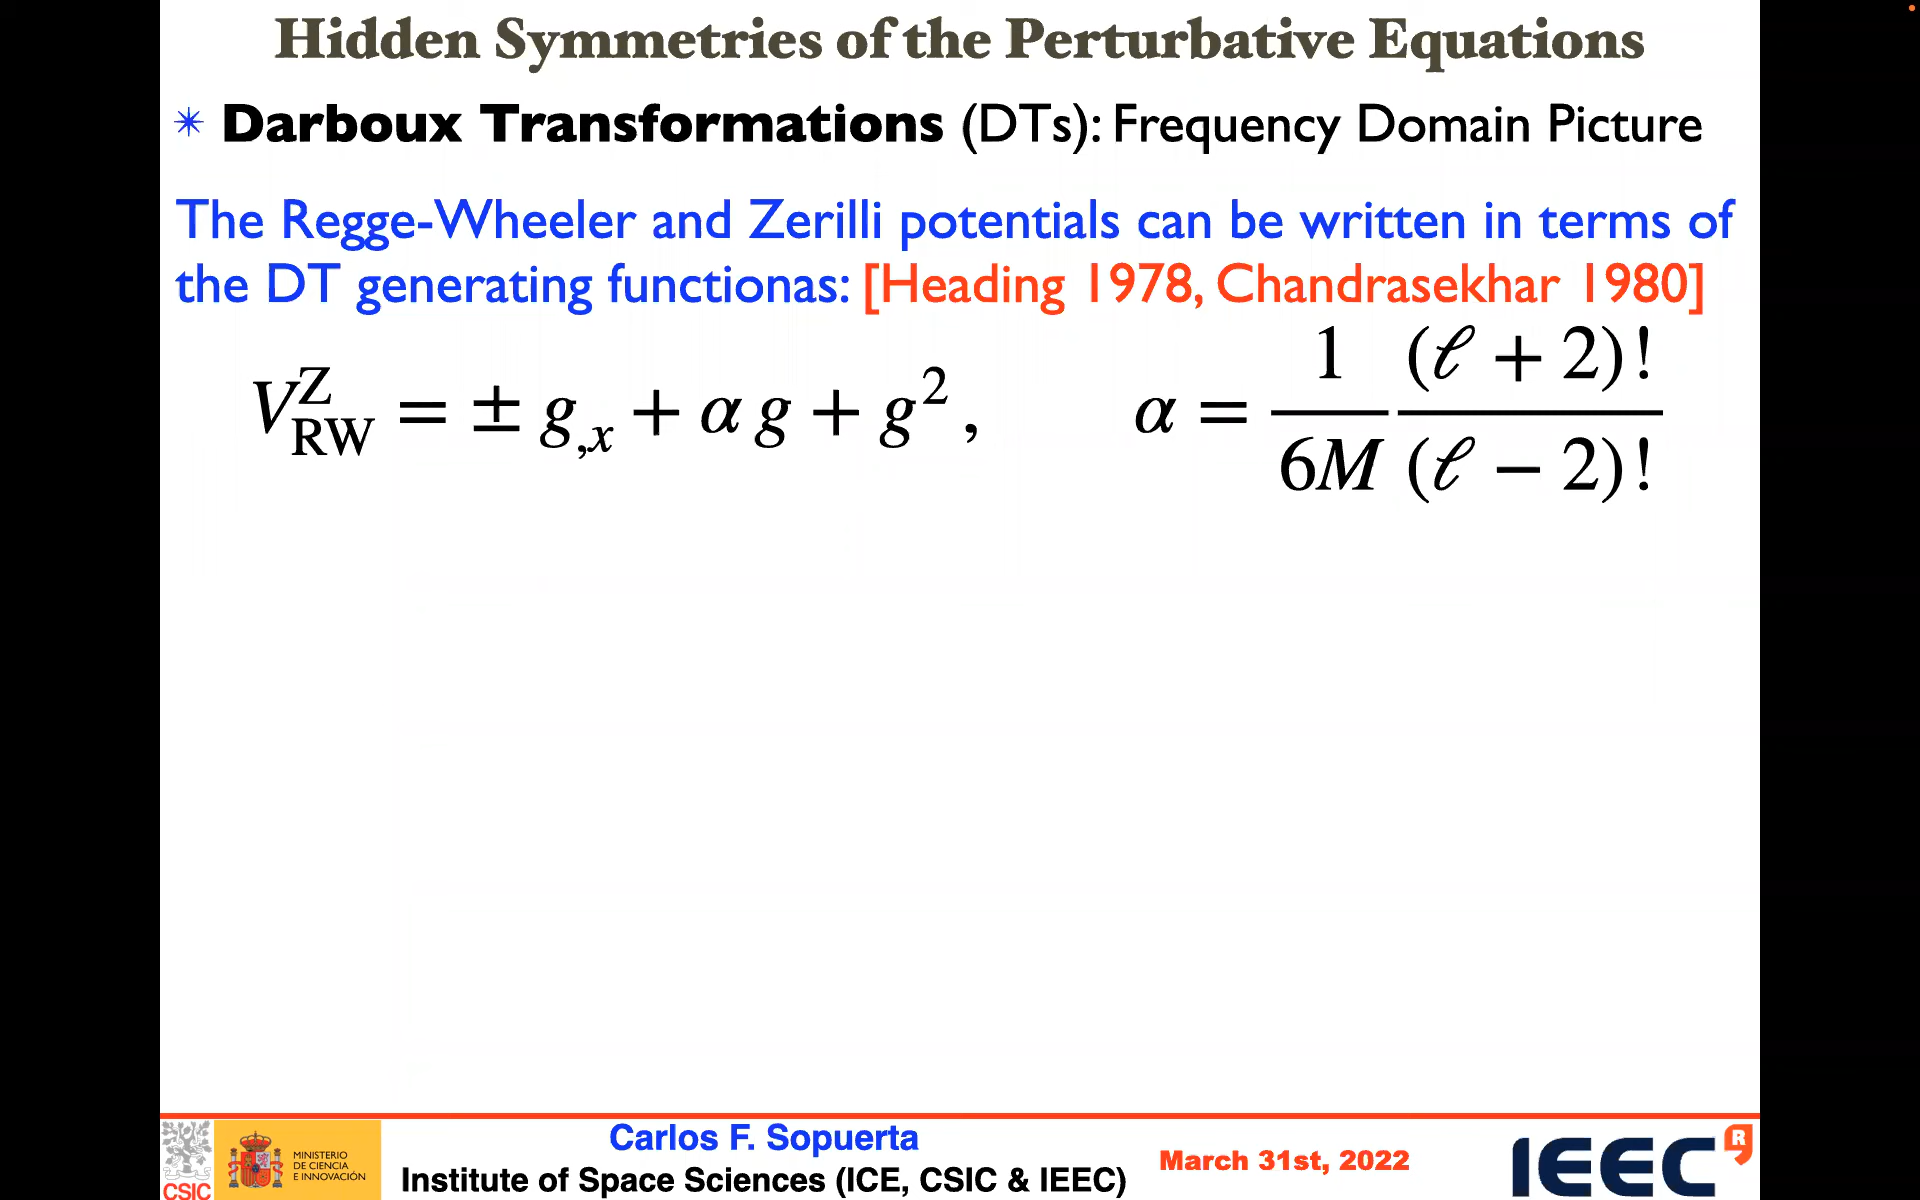 Hidden Symmetries of the Perturbative Equations
✴ Darboux Transformations (DTs): Frequency Domain Picture
The Regge-Wheeler and Zerilli potentials can be written in terms of
the DT generating functionas: [Heading 1978, Chandrasekhar 1980]
V^Z_RW = ± g_{,x} + α g + g^2 , α = \frac{1}{6M} \frac{(ℓ + 2)!}{(ℓ − 2)!}
CSIC
MINISTERIO
DE CIENCIA
E INNOVACIÓN
Carlos F. Sopuerta
Institute of Space Sciences (ICE, CSIC & IEEC)
March 31st, 2022
IEEC R